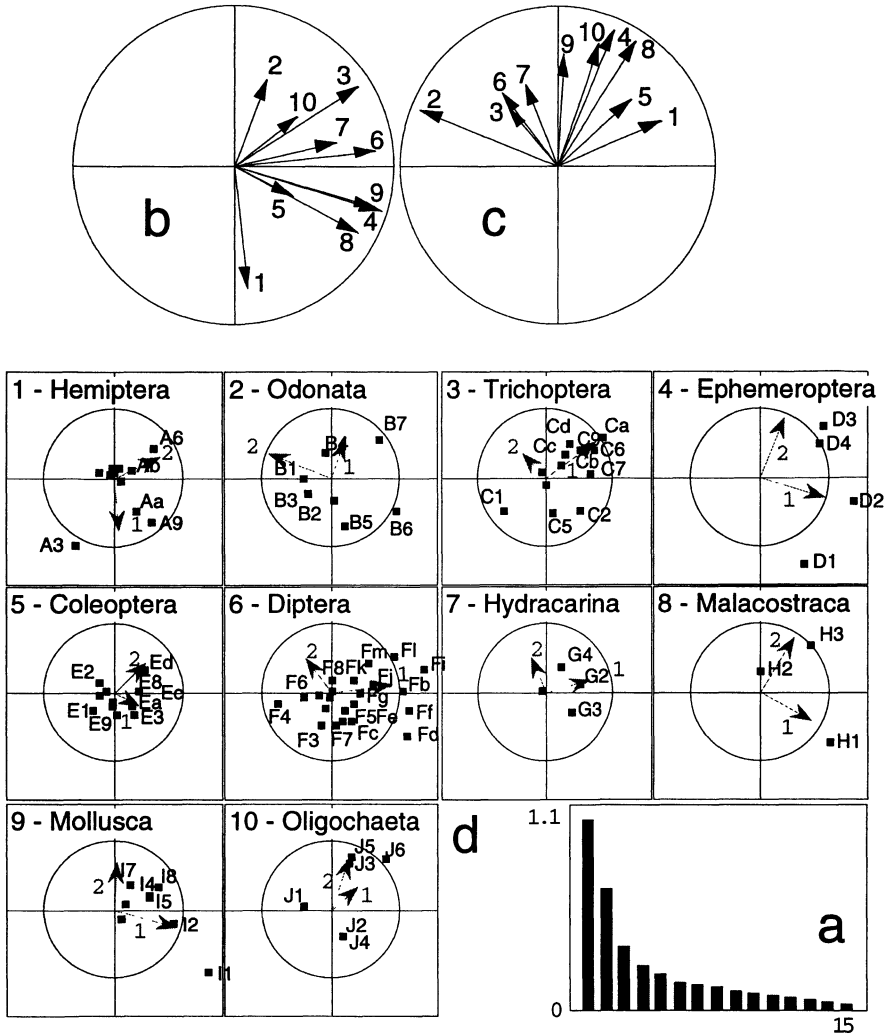 2
3
10
7
6
9
5
4
8
1
b
10
4
9
8
6
7
2
3
5
1
c
1 - Hemiptera
A6
2
Ab
Aa
1
A9
A3
2 - Odonata
B7
2
B4
1
B1
B3
B2
B5
B6
3 - Trichoptera
Cd
Ca
2
Cc
C9
C6
Cb
1
C7
C1
C5
C2
4 - Ephemeroptera
D3
D4
2
1
D2
D1
5 - Coleoptera
2
Ed
E2
E8
Ec
Ea
E1
E9
1
E3
6 - Diptera
2
Fm
Fl
F8
Fk
Fi
1
F6
Fj
Fb
Fg
F4
F5
Fe
Ff
F3
F7
Fc
Fd
7 - Hydracarina
2
G4
1
G2
G3
8 - Malacostraca
2
H3
H2
1
H1
9 - Mollusca
I7
2
I4
I8
I5
1
I2
I1
10 - Oligochaeta
J5
J6
J3
2
1
J1
J2
J4
d
1.1
a
0
15